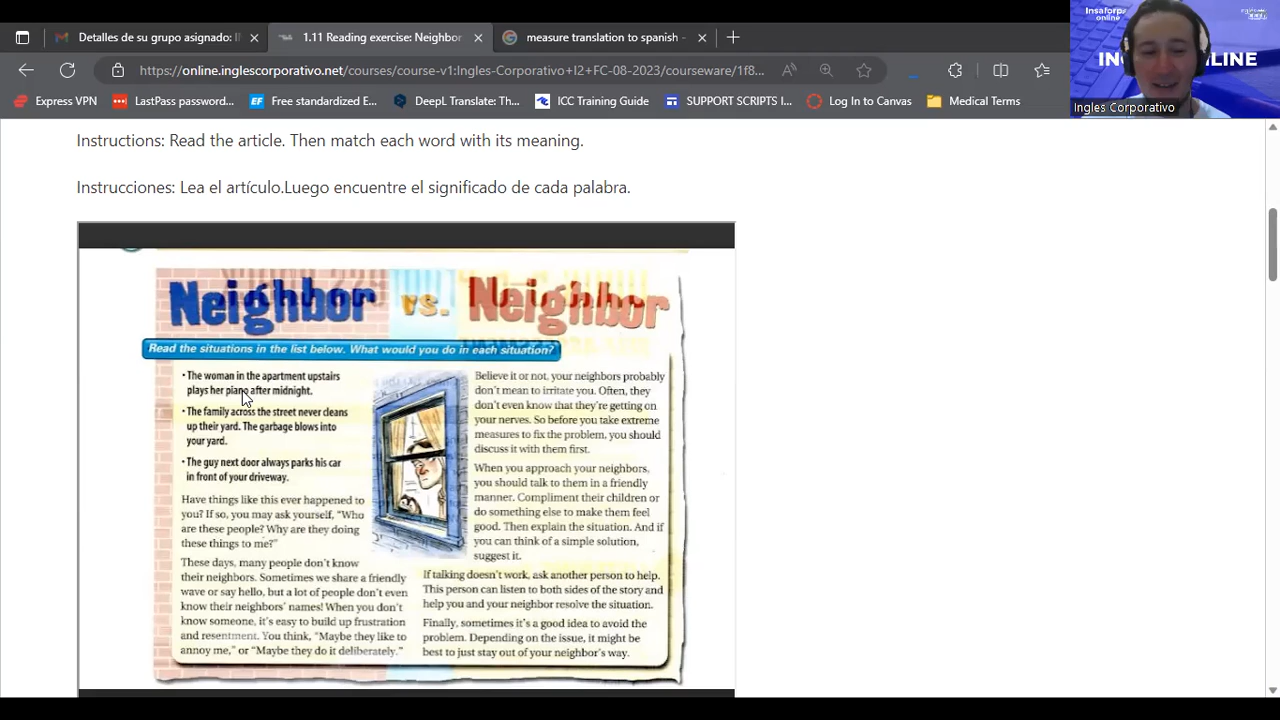 Detalles de su grupo asignado: I
1.11 Reading exercise: Neighbor
measure translation to spanish -
https://online.inglescorporativo.net/courses/course-v1:Ingles-Corporativo+I2+FC-08-2023/courseware/1f8...
Express VPN
LastPass password...
Free standardized E...
DeepL Translate: Th...
ICC Training Guide
SUPPORT SCRIPTS I...
Log In to Canvas
Medical Terms
Insaforp
online
Ingles Corporativo
Instructions: Read the article. Then match each word with its meaning.
Instrucciones: Lea el artículo.Luego encuentre el significado de cada palabra.
Neighbor vs. Neighbor
Read the situations in the list below. What would you do in each situation?
• The woman in the apartment upstairs
plays her piano after midnight.
• The family across the street never cleans
up their yard. The garbage blows into
your yard.
• The guy next door always parks his car
in front of your driveway.
Have things like this ever happened to
you? If so, you may ask yourself, "Who
are these people? Why are they doing
these things to me?"
These days, many people don't know
their neighbors. Sometimes we share a friendly
wave or say hello, but a lot of people don't even
know their neighbors' names! When you don't
know someone, it's easy to build up frustration
and resentment. You think, "Maybe they like to
annoy me," or "Maybe they do it deliberately."
Believe it or not, your neighbors probably
don't mean to irritate you. Often, they
don't even know that they're getting on
your nerves. So before you take extreme
measures to fix the problem, you should
discuss it with them first.
When you approach your neighbors,
you should talk to them in a friendly
manner. Compliment their children or
do something else to make them feel
good. Then explain the situation. And if
you can think of a simple solution,
suggest it.
If talking doesn't work, ask another person to help.
This person can listen to both sides of the story and
help you and your neighbor resolve the situation.
Finally, sometimes it's a good idea to avoid the
problem. Depending on the issue, it might be
best to just stay out of your neighbor's way.